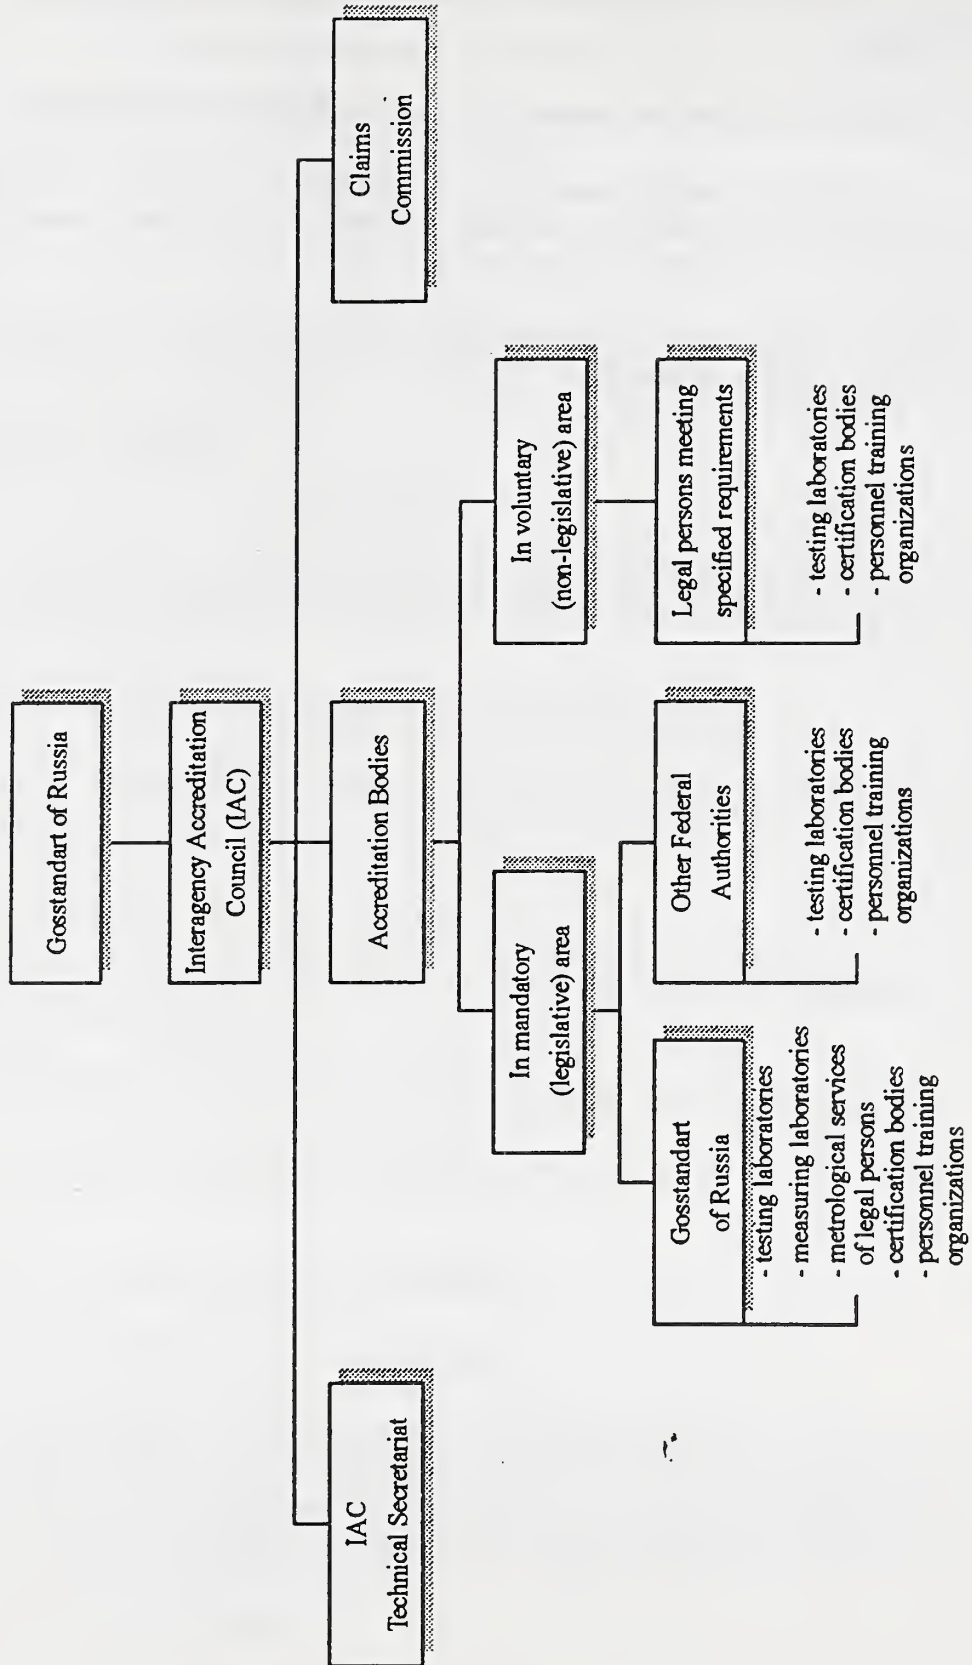 Gosstandart of Russia
Interagency Accreditation
Council (IAC)
IAC
Technical Secretariat
Accreditation Bodies
Claims
Commission
In mandatory
(legislative) area
In voluntary
(non-legislative) area
Gosstandart
of Russia
- testing laboratories
- measuring laboratories
- metrological services
of legal persons
- certification bodies
- personnel training
organizations
Other Federal
Authorities
- testing laboratories
- certification bodies
- personnel training
organizations
Legal persons meeting
specified requirements
- testing laboratories
- certification bodies
- personnel training
organizations